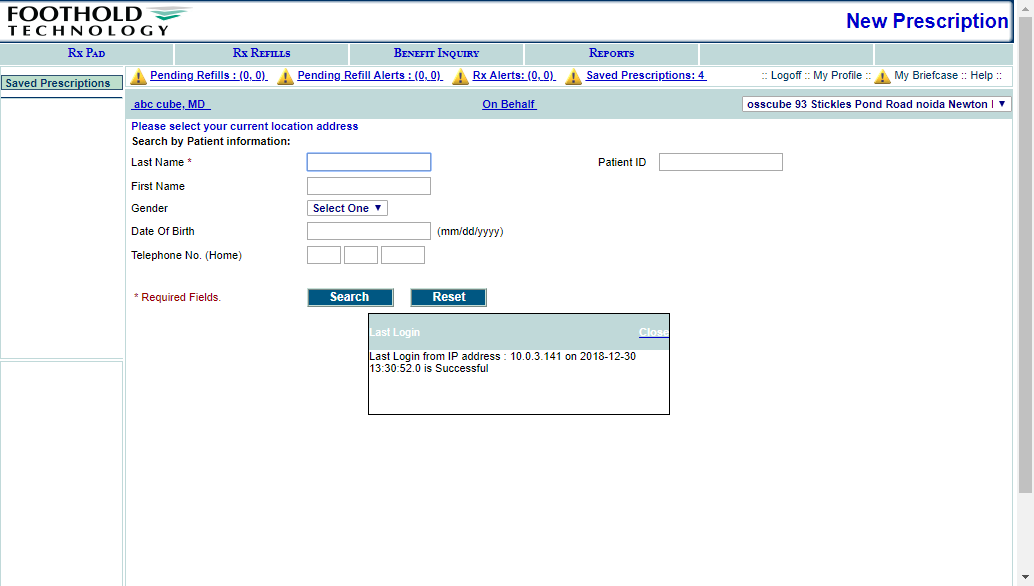 FOOTHOLD
TECHNOLOGY
New Prescription
Rx Pad Rx Refills Benefit Inquiry Reports
Saved Prescriptions
Pending Refills : (0, 0) Pending Refill Alerts : (0, 0) Rx Alerts: (0, 0) Saved Prescriptions: 4 :: Logoff :: My Profile :: My Briefcase :: Help ::
abc cube, MD On Behalf osscube 93 Stickles Pond Road noida Newton
Please select your current location address
Search by Patient information:
Last Name * Patient ID
First Name
Gender Select One
Date Of Birth (mm/dd/yyyy)
Telephone No. (Home)
* Required Fields. Search Reset
Last Login Close
Last Login from IP address : 10.0.3.141 on 2018-12-30
13:30:52.0 is Successful